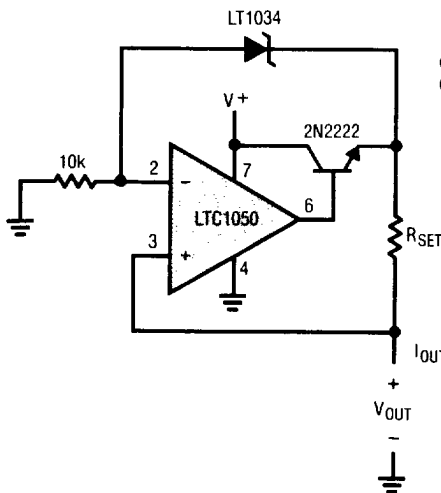 LT1034
V+
2N2222
10k
2
7
LTC1050
6
3
4
RSET
IOUT
+
VOUT
–